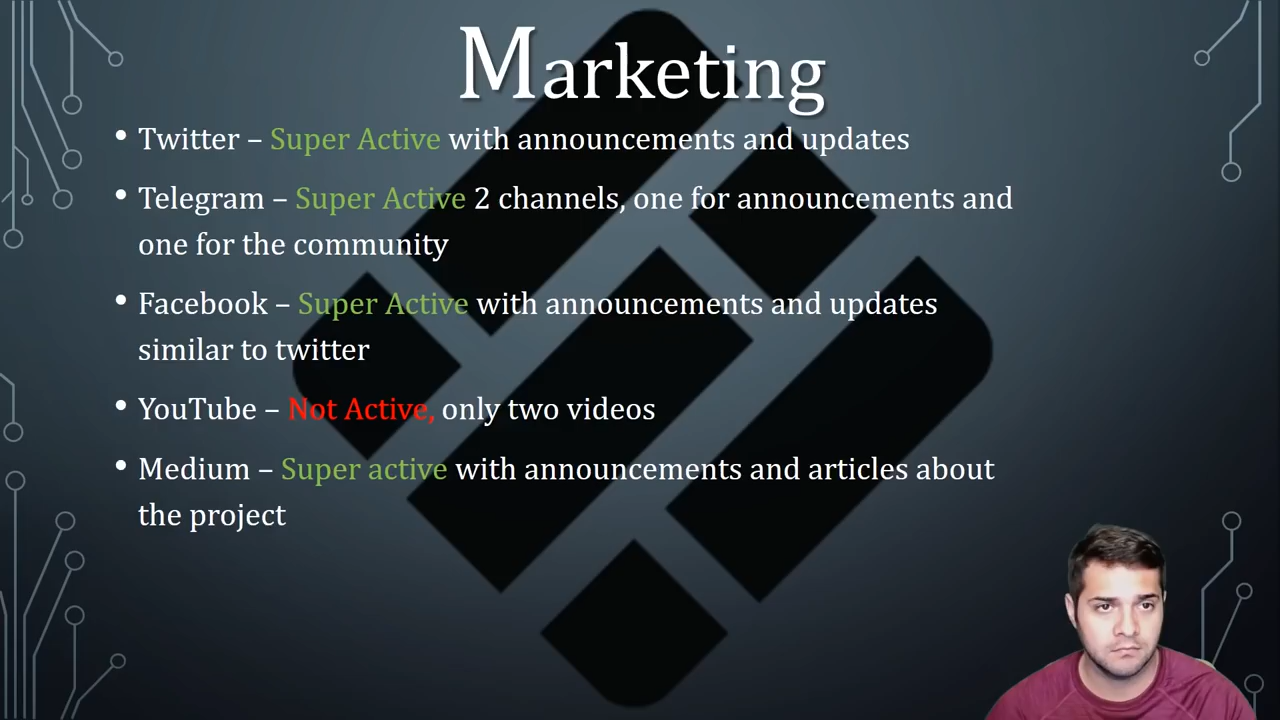 Marketing
• Twitter – Super Active with announcements and updates
• Telegram – Super Active 2 channels, one for announcements and
one for the community
• Facebook – Super Active with announcements and updates
similar to twitter
• YouTube – Not Active, only two videos
• Medium – Super active with announcements and articles about
the project